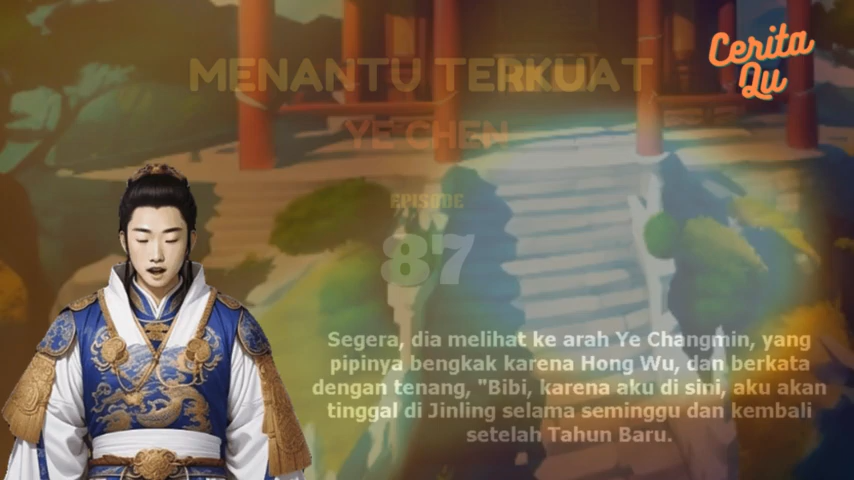 MENANTU TERKUAT
YE CHEN
EPISODE
87
Cerita
Qu
Segera, dia melihat ke arah Ye Changmin, yang
pipinya bengkak karena Hong Wu, dan berkata
dengan tenang, "Bibi, karena aku di sini, aku akan
tinggal di Jinling selama seminggu dan kembali
setelah Tahun Baru.